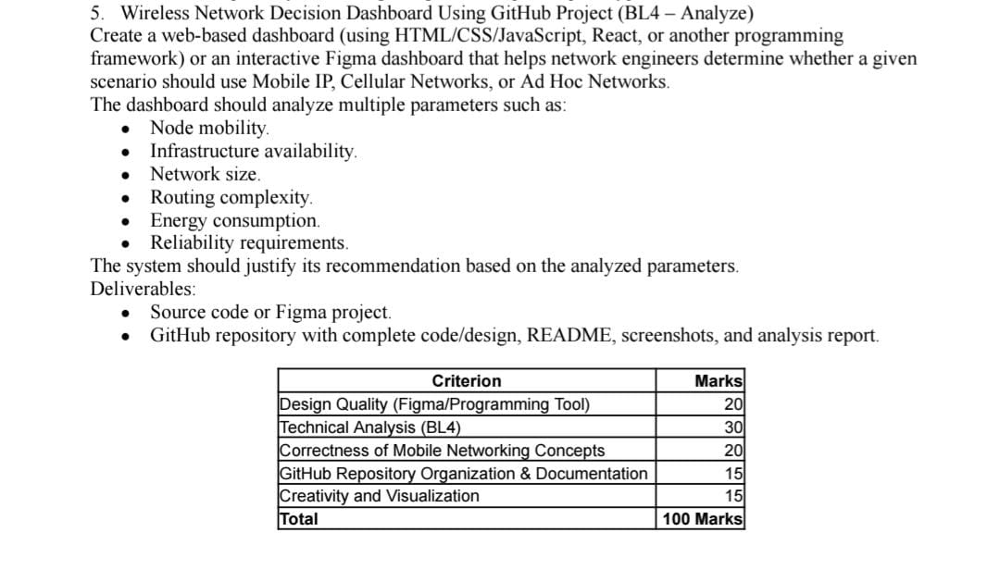 5. Wireless Network Decision Dashboard Using GitHub Project (BL4 – Analyze)
Create a web-based dashboard (using HTML/CSS/JavaScript, React, or another programming
framework) or an interactive Figma dashboard that helps network engineers determine whether a given
scenario should use Mobile IP, Cellular Networks, or Ad Hoc Networks.
The dashboard should analyze multiple parameters such as:
• Node mobility.
• Infrastructure availability.
• Network size.
• Routing complexity.
• Energy consumption.
• Reliability requirements.
The system should justify its recommendation based on the analyzed parameters.
Deliverables:
• Source code or Figma project.
• GitHub repository with complete code/design, README, screenshots, and analysis report.
Criterion Marks
Design Quality (Figma/Programming Tool) 20
Technical Analysis (BL4) 30
Correctness of Mobile Networking Concepts 20
GitHub Repository Organization & Documentation 15
Creativity and Visualization 15
Total 100 Marks